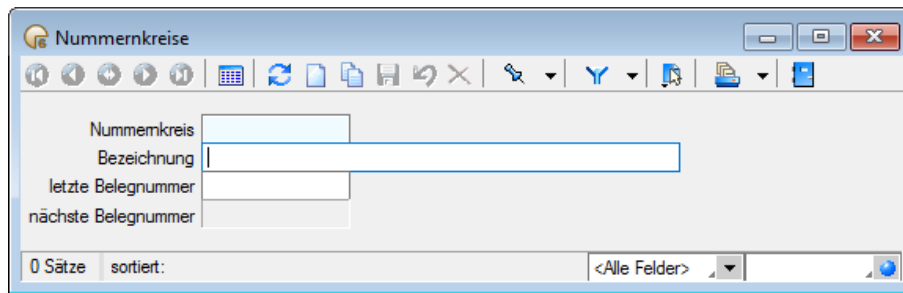 Nummernkreise
Nummernkreis
Bezeichnung
letzte Belegnummer
nächste Belegnummer
0 Sätze sortiert: <Alle Felder>